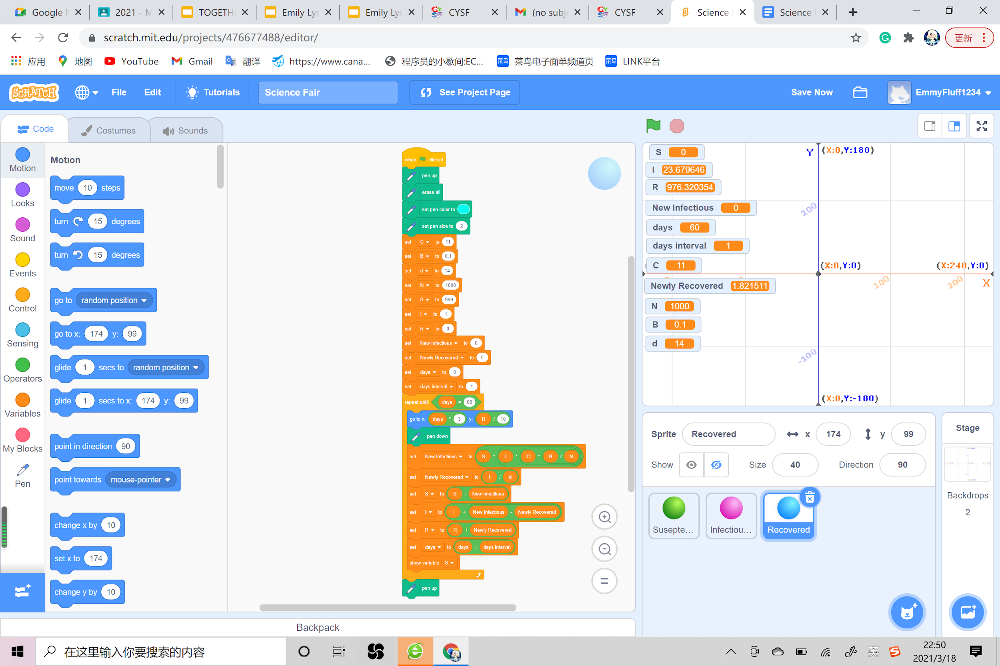 Google M
2021 - M
TOGETH
Emily Lyu
Emily Lyu
CYSF
(no subje
CYSF
Science
Science
scratch.mit.edu/projects/476677488/editor/
更新
应用
地图
YouTube
Gmail
翻译
https://www.cana...
程序员的小歇间:EC...
菜鸟
菜鸟电子面单频道页
菜鸟
LINK平台
SCRATCH
File
Edit
Tutorials
Science Fair
See Project Page
Save Now
EmmyFluff1234
Code
Costumes
Sounds
Motion
Looks
Sound
Events
Control
Sensing
Operators
Variables
My Blocks
Pen
Motion
move 10 steps
turn 15 degrees
turn 15 degrees
go to random position
go to x: 174 y: 99
glide 1 secs to random position
glide 1 secs to x: 174 y: 99
point in direction 90
point towards mouse-pointer
change x by 10
set x to 174
change y by 10
when clicked
pen up
erase all
set pen color to
set pen size to 2
set C to 11
set B to 0.1
set d to 14
set N to 1000
set S to 999
set I to 1
set R to 0
set New Infectious to 0
set Newly Recovered to 0
set days to 0
set days interval to 1
repeat until days = 60
go to x: days * 3 y: R / 10
pen down
set New Infectious to S * I * C * B / N
set Newly Recovered to I / d
set S to S - New Infectious
set I to I + New Infectious - Newly Recovered
set R to R + Newly Recovered
set days to days + days interval
show variable S
pen up
Backpack
S 0
I 23.679646
R 976.320354
New Infectious 0
days 60
days interval 1
C 11
Newly Recovered 1.821511
N 1000
B 0.1
d 14
Y (X:0,Y:180)
100
(X:0,Y:0)
(X:240,Y:0)
100
200
X
-100
(X:0,Y:-180)
Sprite Recovered x 174 y 99
Show Size 40 Direction 90
Susepte...
Infectiou...
Recovered
Stage
Backdrops
2
在这里输入你要搜索的内容
英
22:50
2021/3/18